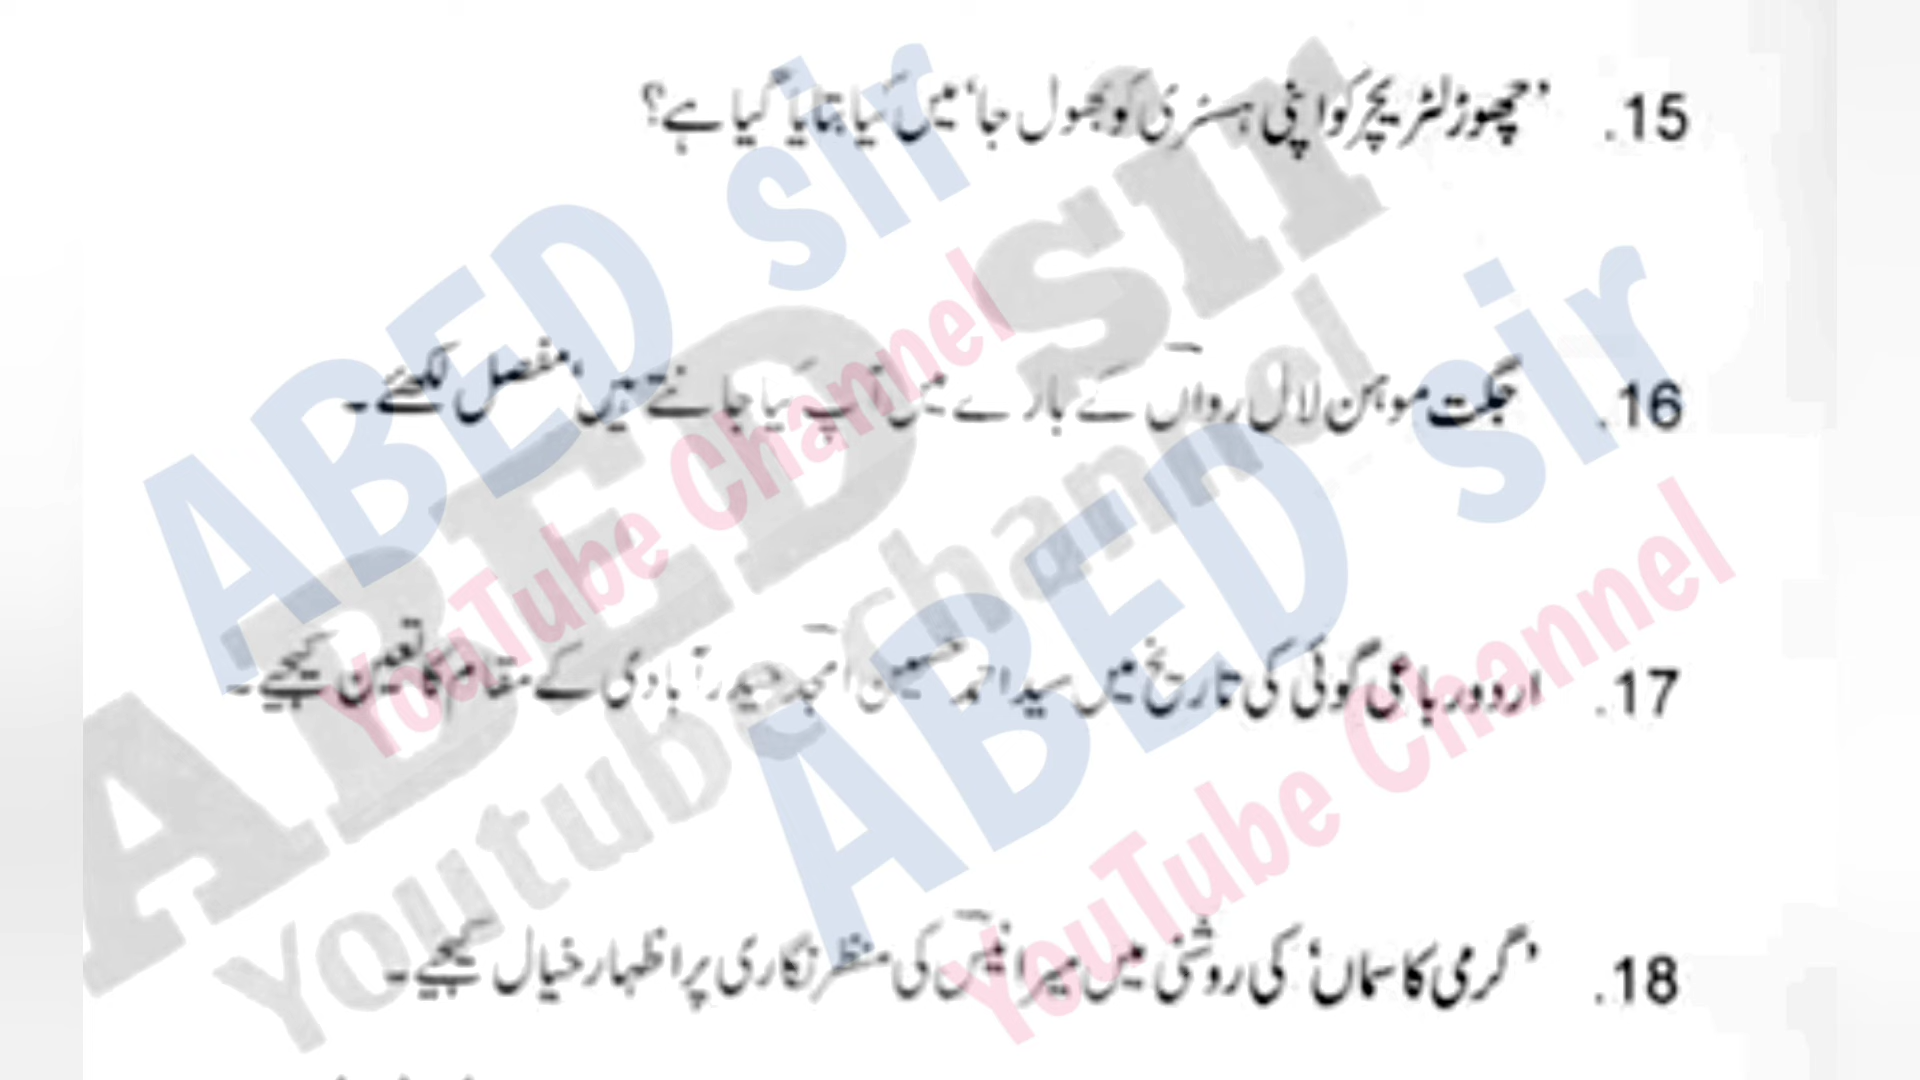 15. ’چھوڑ لٹریچر کو اپنی ہسٹری کو بھول جا‘ میں کیا بتایا گیا ہے؟
16. جگت موہن لال رواںؔ کے بارے میں آپ کیا جانتے ہیں، مفصل لکھئے۔
17. اردو رباعی گوئی کی تاریخ میں سید احمد حسین امجدؔ حیدرآبادی کے مقام کا تعین کیجیے۔
18. ’گرمی کا سماں‘ کی روشنی میں میر انیسؔ کی منظر نگاری پر اظہار خیال کیجیے۔
ABED sir
YouTube Channel
ABED sir
Youtube channel
ABED sir
YouTube Channel